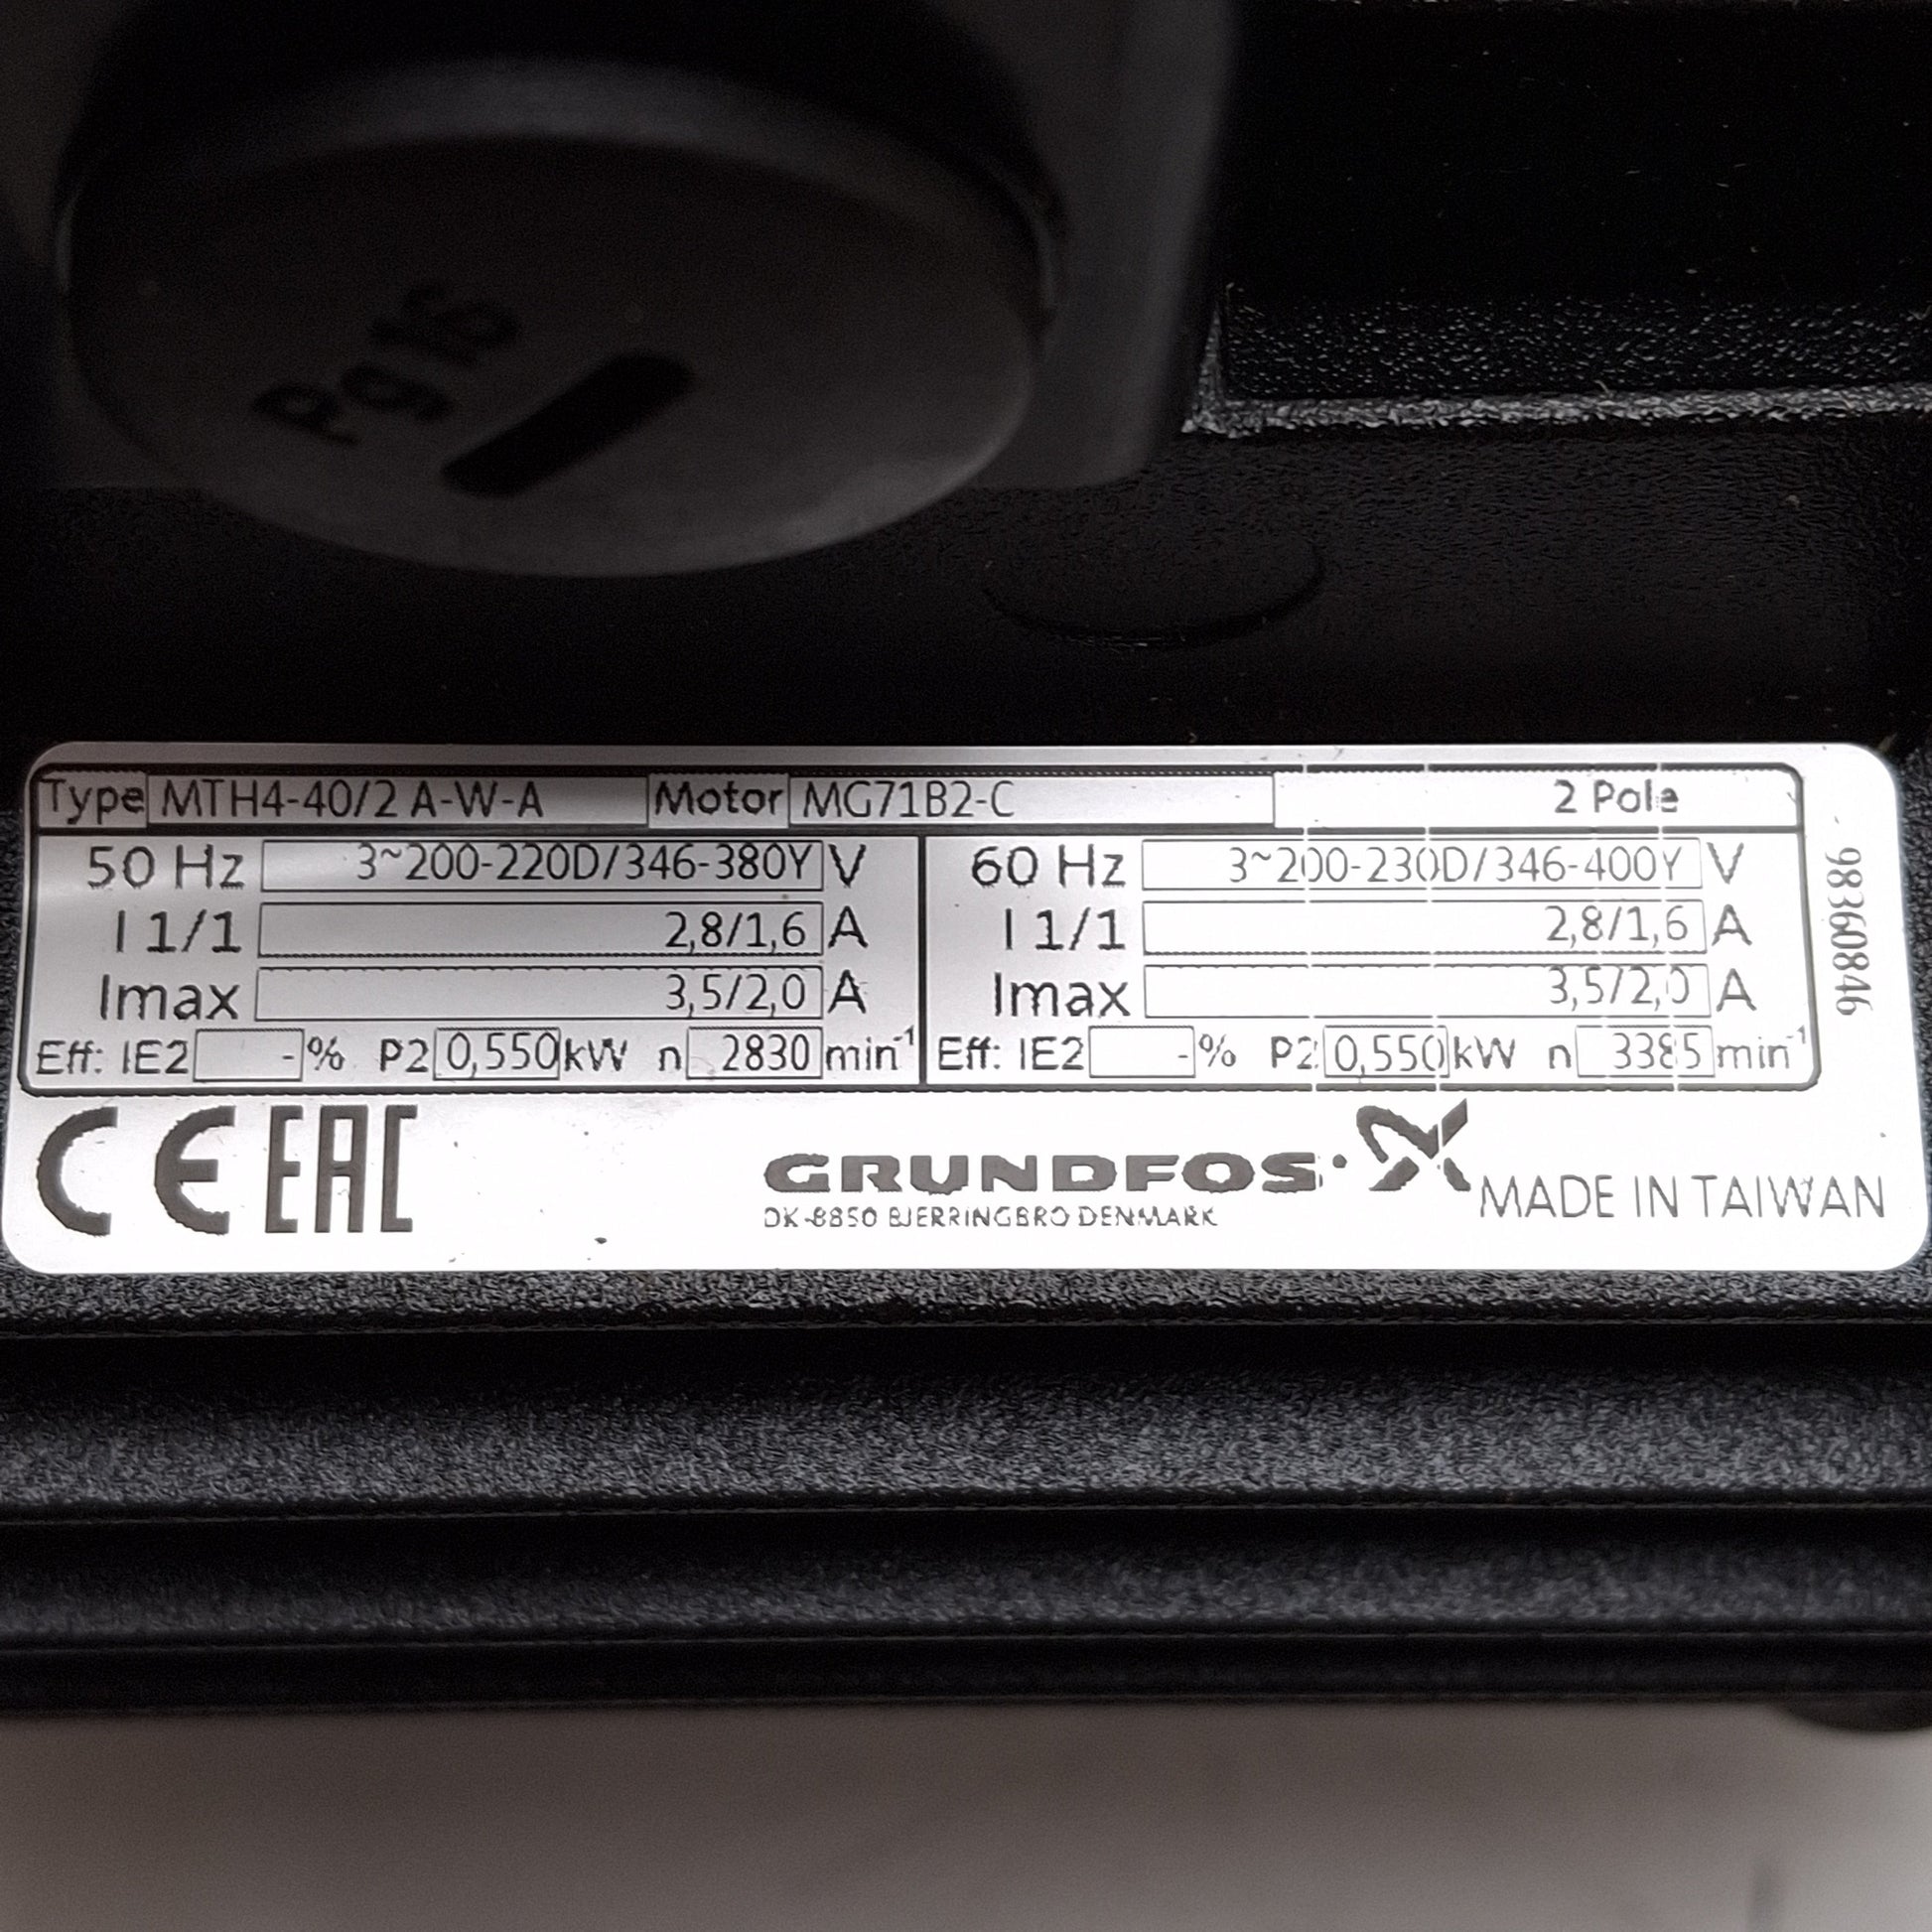 Pg16
Type MTH4-40/2 A-W-A Motor MG71B2-C 2 Pole
50 Hz 3~200-220D/346-380Y V 60 Hz 3~200-230D/346-400Y V
I 1/1 2,8/1,6 A I 1/1 2,8/1,6 A
Imax 3,5/2,0 A Imax 3,5/2,0 A
Eff: IE2 -% P2 0,550 kW n 2830 min-1 Eff: IE2 -% P2 0,550 kW n 3385 min-1
98360846
CE EAC
GRUNDFOS
DK-8850 BJERRINGBRO DENMARK
MADE IN TAIWAN